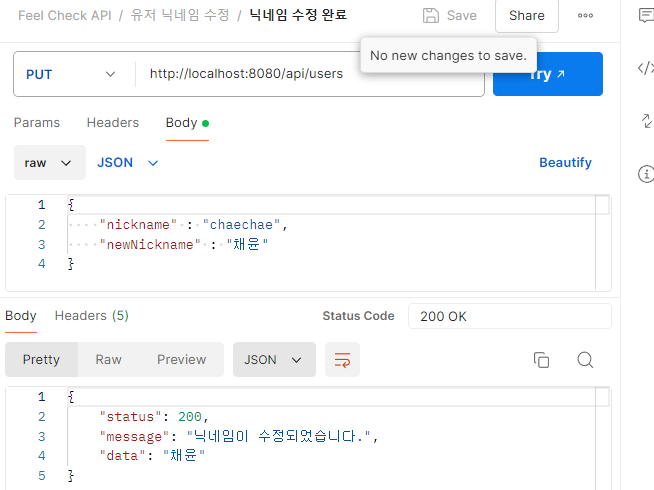 Feel Check API / 유저 닉네임 수정 / 닉네임 수정 완료
Save
Share
No new changes to save.
PUT
http://localhost:8080/api/users
Try
Params Headers Body
raw JSON Beautify
1 {
2 "nickname" : "chaechae",
3 "newNickname" : "채윤"
4 }
Body Headers (5) Status Code 200 OK
Pretty Raw Preview JSON
1 {
2 "status": 200,
3 "message": "닉네임이 수정되었습니다.",
4 "data": "채윤"
5 }